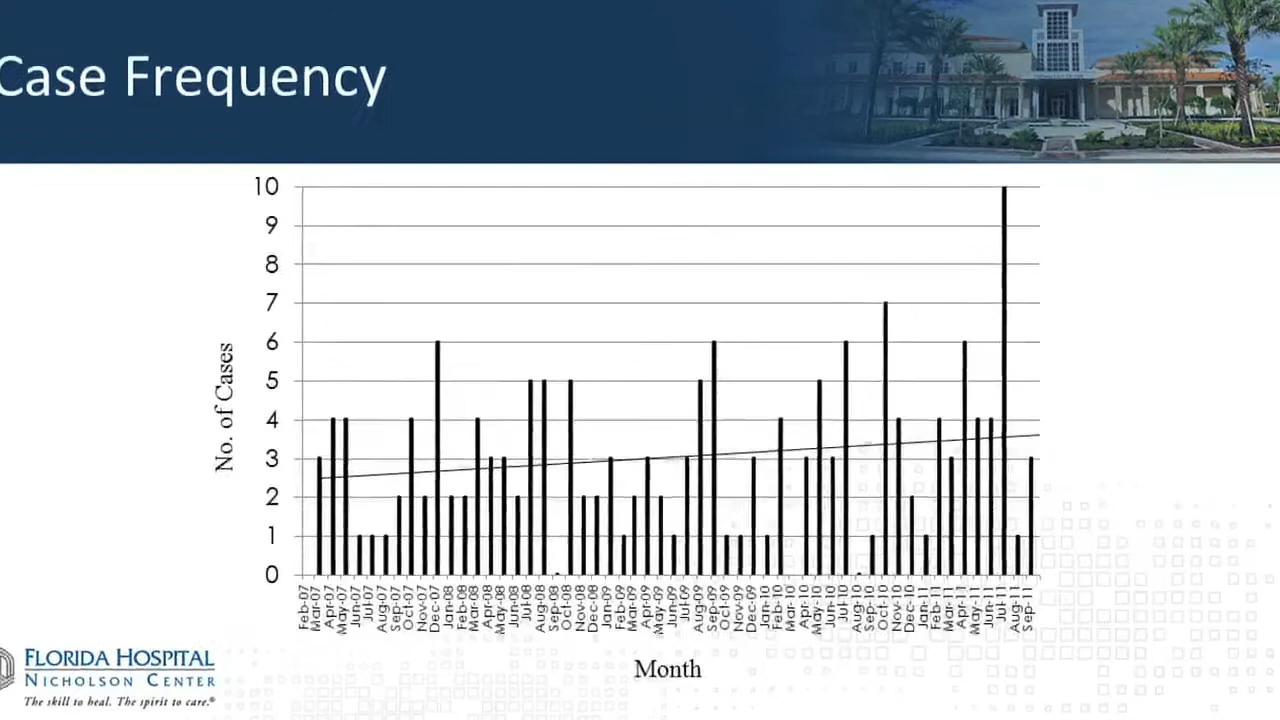 Case Frequency
10
9
8
7
6
5
4
3
2
1
0
No. of Cases
Feb-07
Mar-07
Apr-07
May-07
Jun-07
Jul-07
Aug-07
Sep-07
Oct-07
Nov-07
Dec-07
Jan-08
Feb-08
Mar-08
Apr-08
May-08
Jun-08
Jul-08
Aug-08
Sep-08
Oct-08
Nov-08
Dec-08
Jan-09
Feb-09
Mar-09
Apr-09
May-09
Jun-09
Jul-09
Aug-09
Sep-09
Oct-09
Nov-09
Dec-09
Jan-10
Feb-10
Mar-10
Apr-10
May-10
Jun-10
Jul-10
Aug-10
Sep-10
Oct-10
Nov-10
Dec-10
Jan-11
Feb-11
Mar-11
Apr-11
May-11
Jun-11
Jul-11
Aug-11
Sep-11
Month
FLORIDA HOSPITAL
NICHOLSON CENTER
The skill to heal. The spirit to care.®